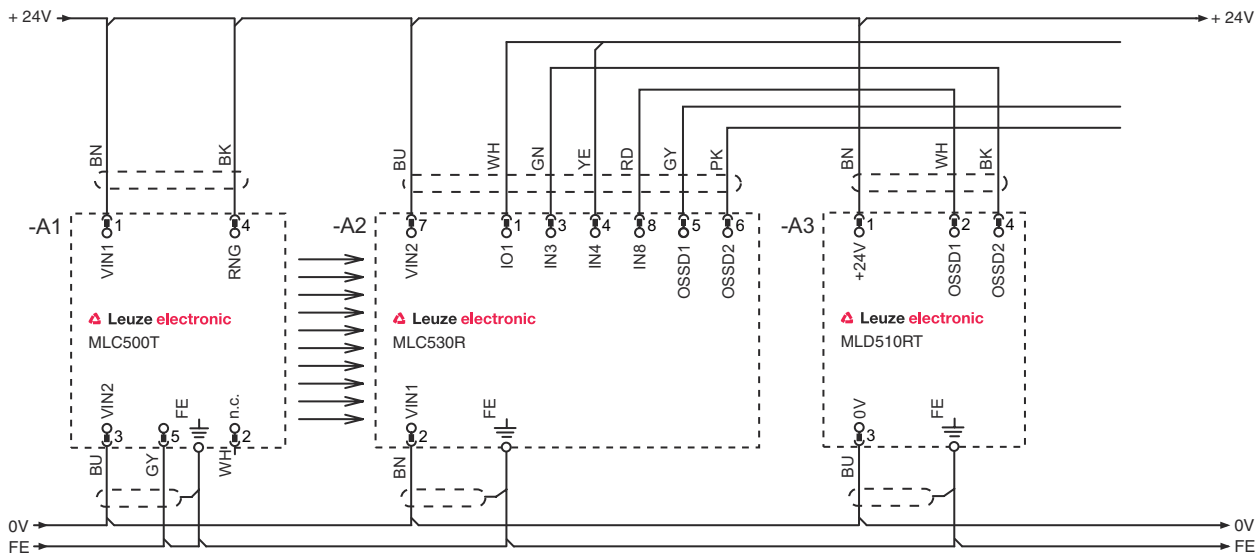 + 24V
+ 24V
BN
BK
BU
WH
GN
YE
RD
GY
PK
BN
WH
BK
-A1
1
4
-A2
7
1
3
4
8
5
6
-A3
1
2
4
VIN1
RNG
VIN2
IO1
IN3
IN4
IN8
OSSD1
OSSD2
+24V
OSSD1
OSSD2
Leuze electronic
MLC500T
Leuze electronic
MLC530R
Leuze electronic
MLD510RT
VIN2
FE
n.c.
VIN1
FE
0V
FE
3
5
2
2
3
BU
GY
WH
BN
BU
0V
0V
FE
FE